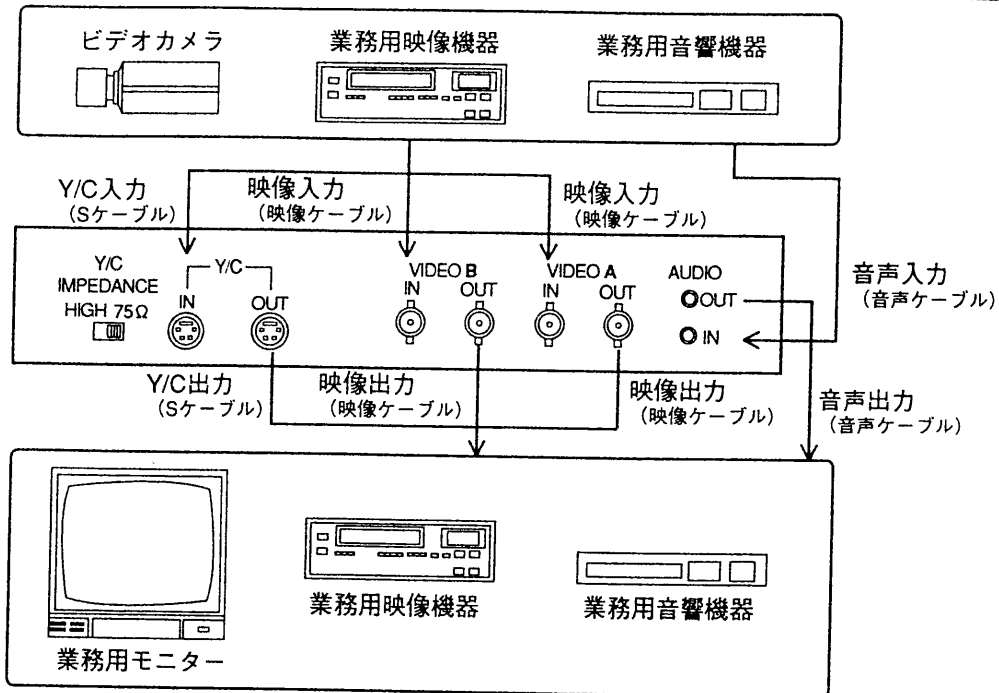 ビデオカメラ
業務用映像機器
業務用音響機器
Y/C入力
（Sケーブル）
映像入力
（映像ケーブル）
映像入力
（映像ケーブル）
音声入力
（音声ケーブル）
Y/C
IMPEDANCE
HIGH 75Ω
Y/C
IN
OUT
VIDEO B
IN
OUT
VIDEO A
IN
OUT
AUDIO
OUT
IN
Y/C出力
（Sケーブル）
映像出力
（映像ケーブル）
映像出力
（映像ケーブル）
音声出力
（音声ケーブル）
業務用モニター
業務用映像機器
業務用音響機器